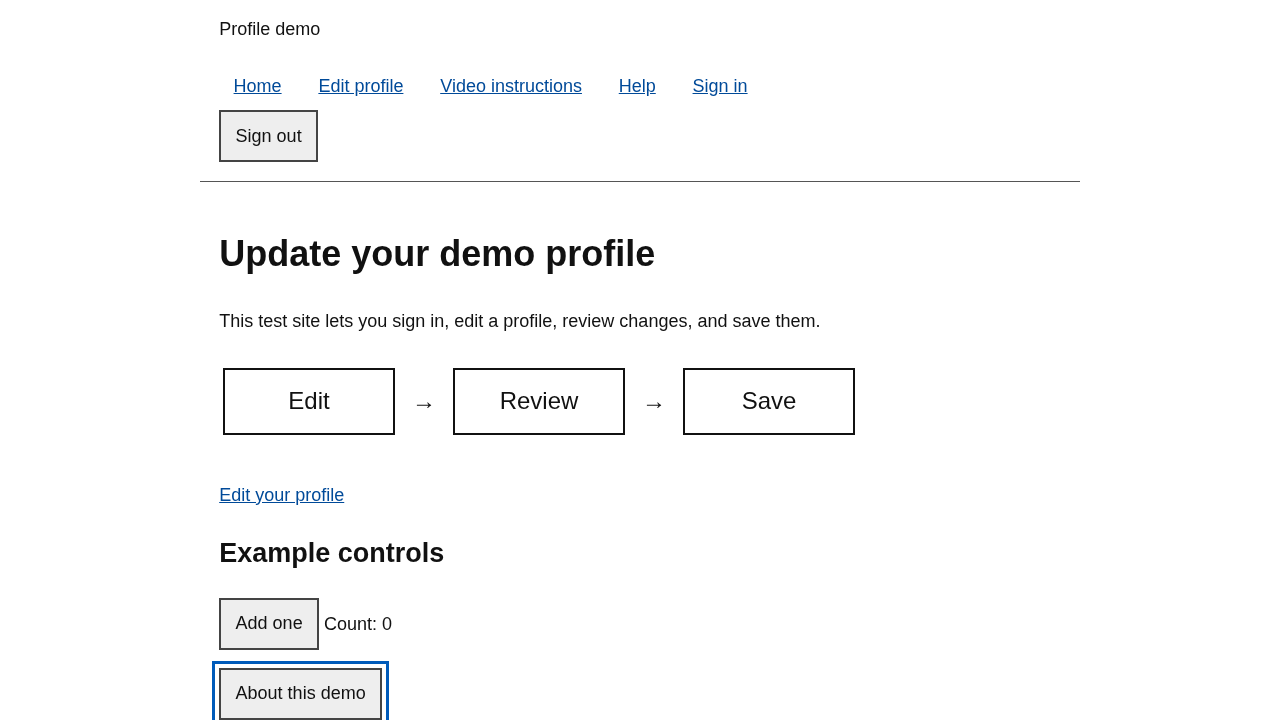 Profile demo
Home Edit profile Video instructions Help Sign in
Sign out
Update your demo profile
This test site lets you sign in, edit a profile, review changes, and save them.
Edit → Review → Save
Edit your profile
Example controls
Add one Count: 0
About this demo